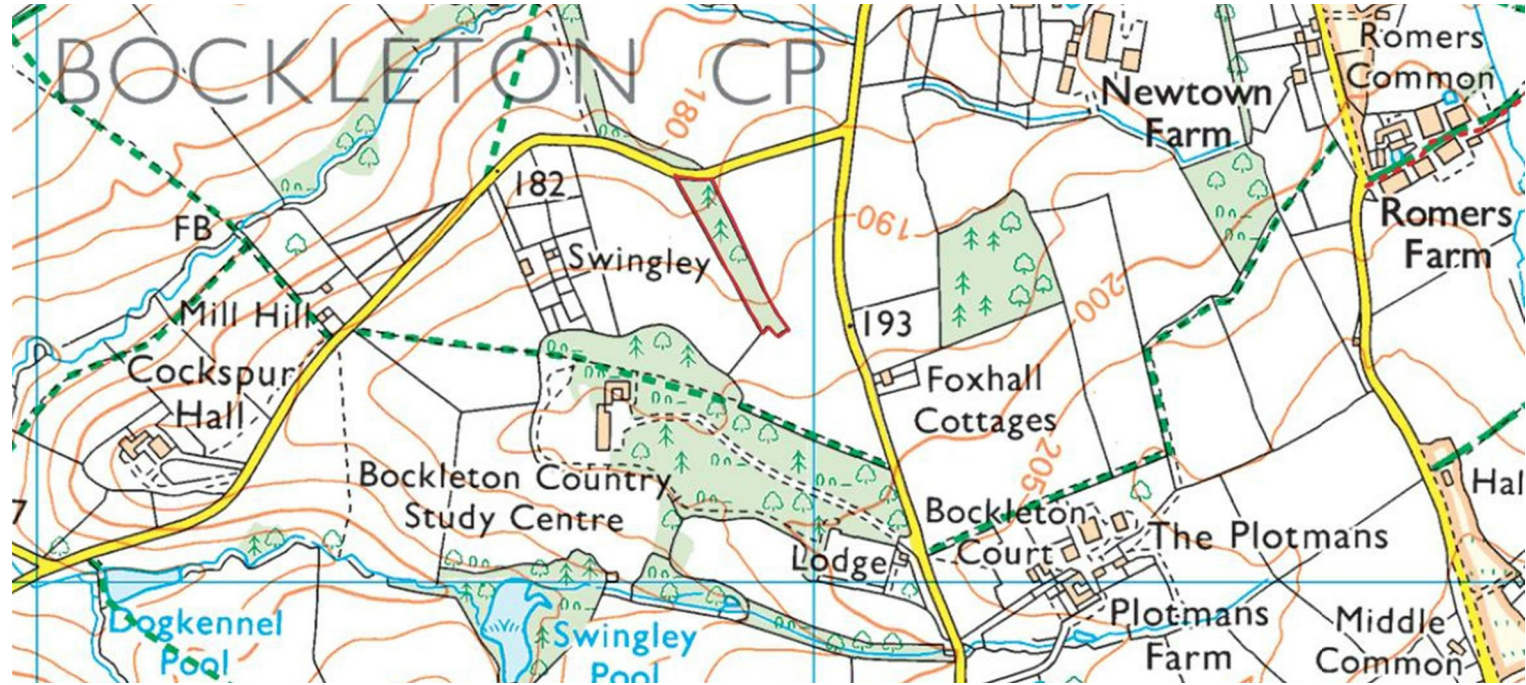 BOCKLETON CP
Romers
Common
Newtown
Farm
180
182
FB
Swingley
190
Romers
Farm
200
Mill Hill
193
Cockspur
Hall
Foxhall
Cottages
205
Bockleton Country
Study Centre
7
Hal
Bockleton
Court
The Plotmans
Lodge
Dogkennel
Pool
Swingley
Pool
Plotmans
Farm
Middle
Common